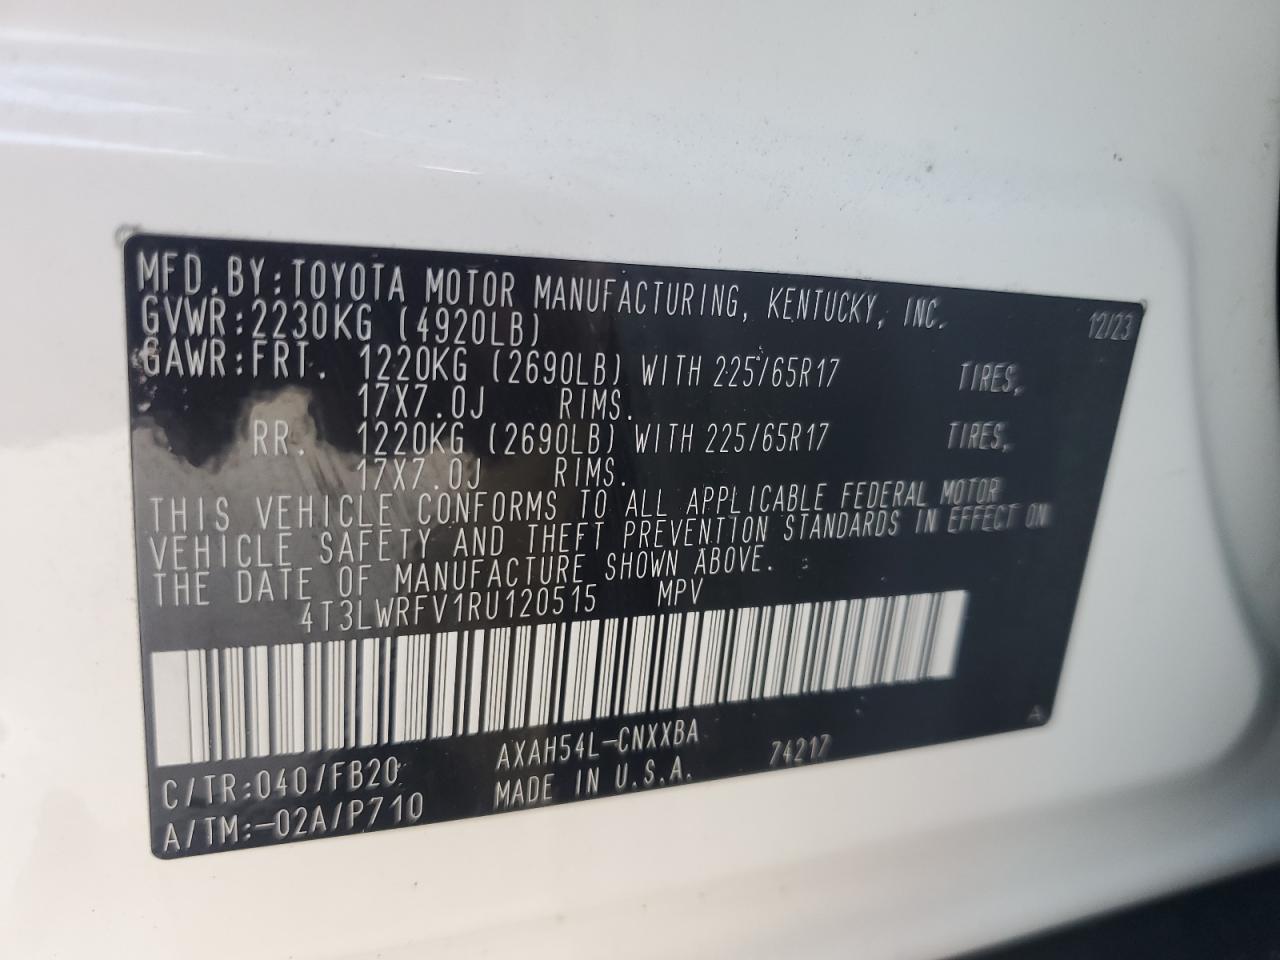 MFD.BY:TOYOTA MOTOR MANUFACTURING, KENTUCKY, INC. 12/23
GVWR:2230KG (4920LB)
GAWR:FRT. 1220KG (2690LB) WITH 225/65R17 TIRES,
17X7.0J RIMS.
RR. 1220KG (2690LB) WITH 225/65R17 TIRES,
17X7.0J RIMS.
THIS VEHICLE CONFORMS TO ALL APPLICABLE FEDERAL MOTOR
VEHICLE SAFETY AND THEFT PREVENTION STANDARDS IN EFFECT ON
THE DATE OF MANUFACTURE SHOWN ABOVE.
4T3LWRFV1RU120515 MPV
A
C/TR:040/FB20 AXAH54L-CNXXBA 74217
A/TM:-02A/P710 MADE IN U.S.A.